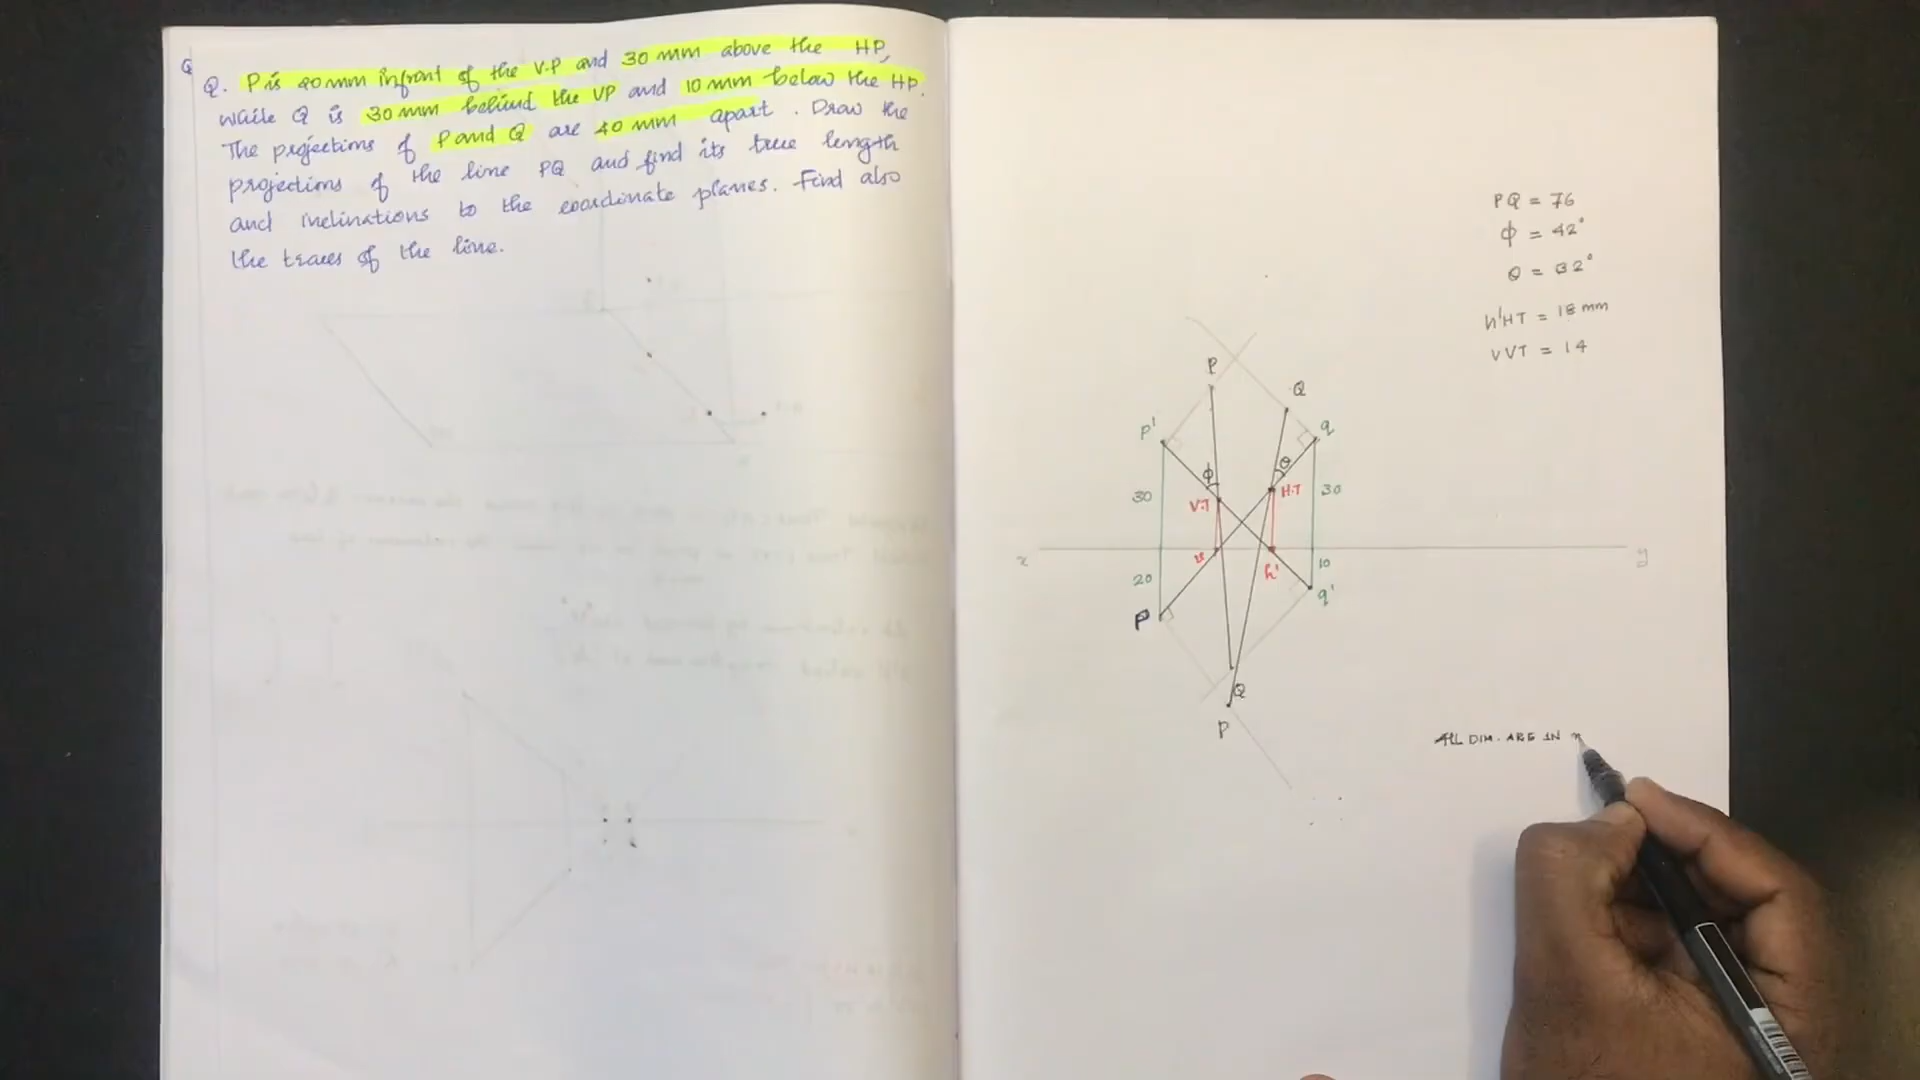 Q
Q. P is 20mm infront of the V.P and 30 mm above the HP,
while Q is 30mm behind the VP and 10 mm below the HP.
The projections of P and Q are 40 mm apart. Draw the
projections of the line PQ and find its true length
and inclinations to the coordinate planes. Find also
the traces of the line.
PQ = 76
ϕ = 42°
θ = 32°
h'HT = 18 mm
VVT = 14
P
Q
p'
q
ϕ
θ
30
V.T
H.T
30
x
v
h'
10
y
20
q'
P
Q
P
ALL DIM. ARE IN